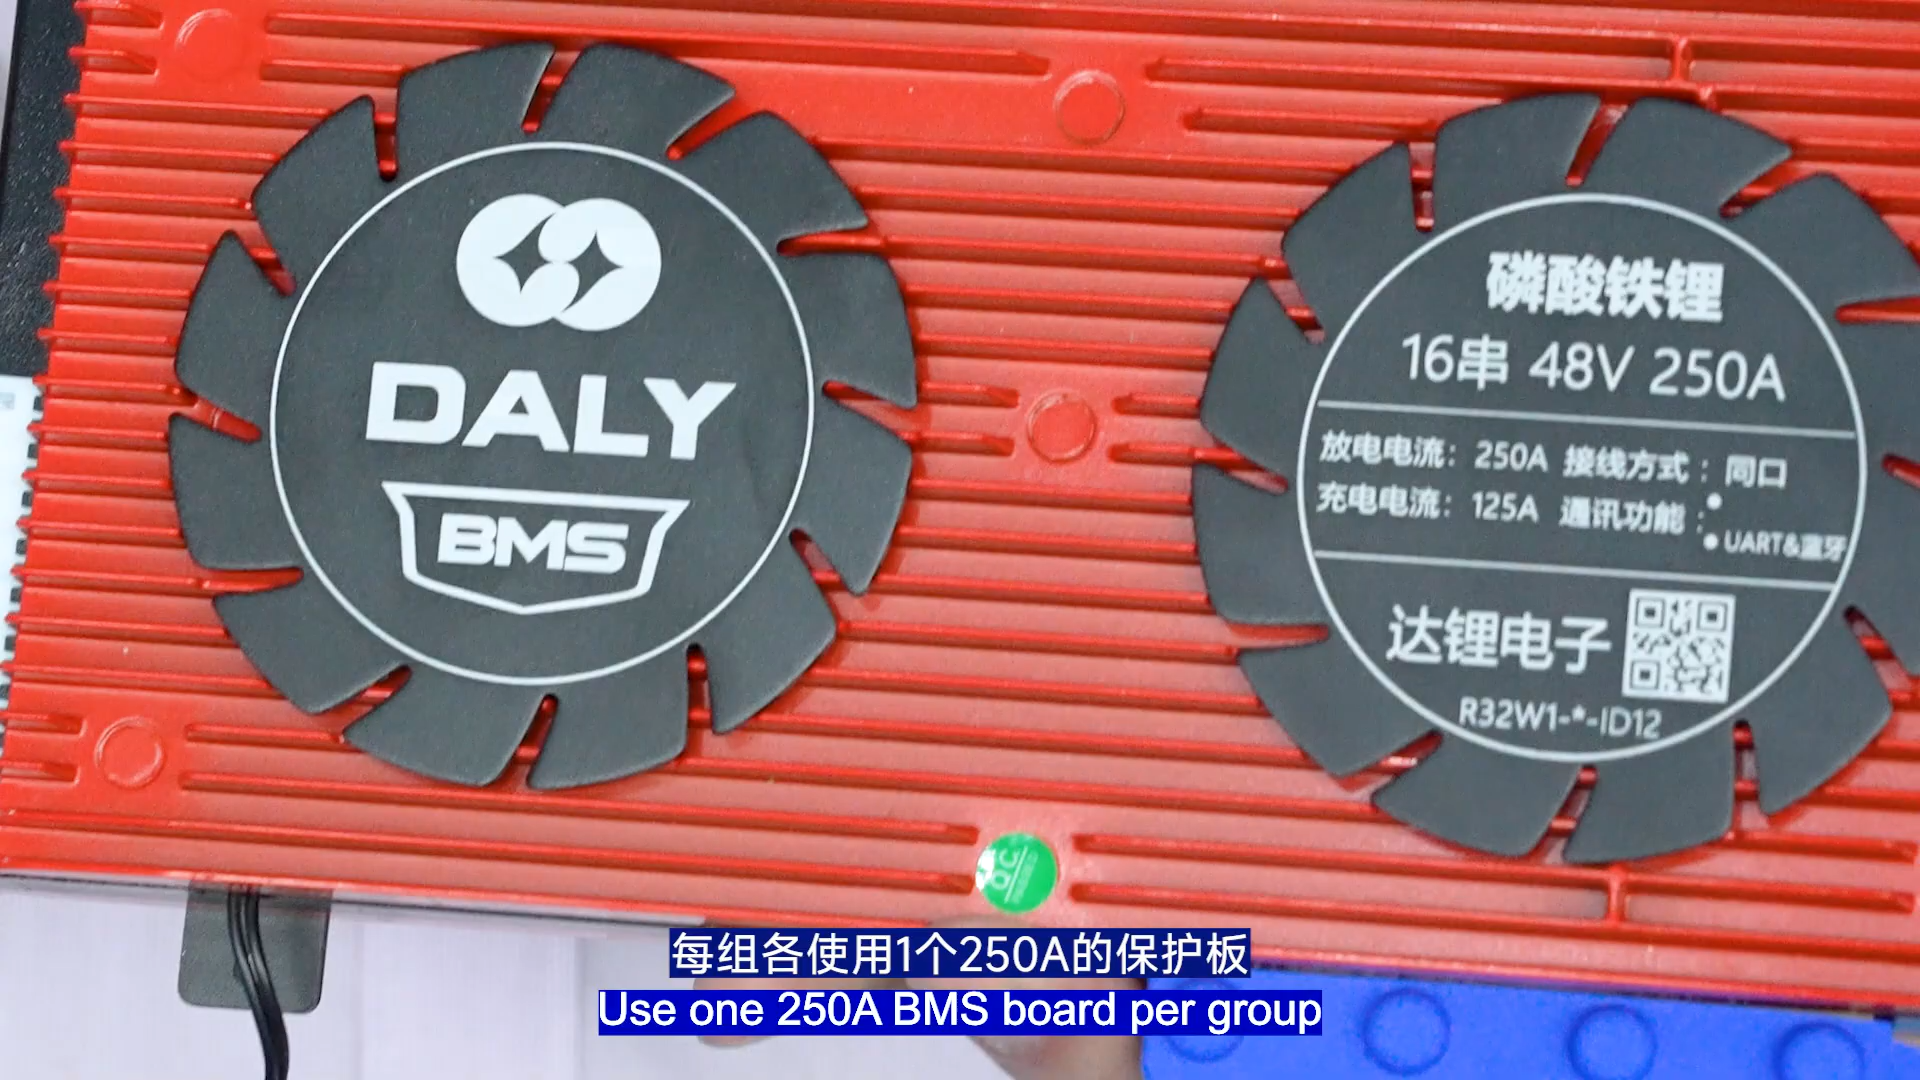 DALY
BMS
磷酸铁锂
16串 48V 250A
放电电流：250A 接线方式：同口
充电电流：125A 通讯功能：
UART&蓝牙
达锂电子
R32W1-*-ID12
QC
每组各使用1个250A的保护板
Use one 250A BMS board per group